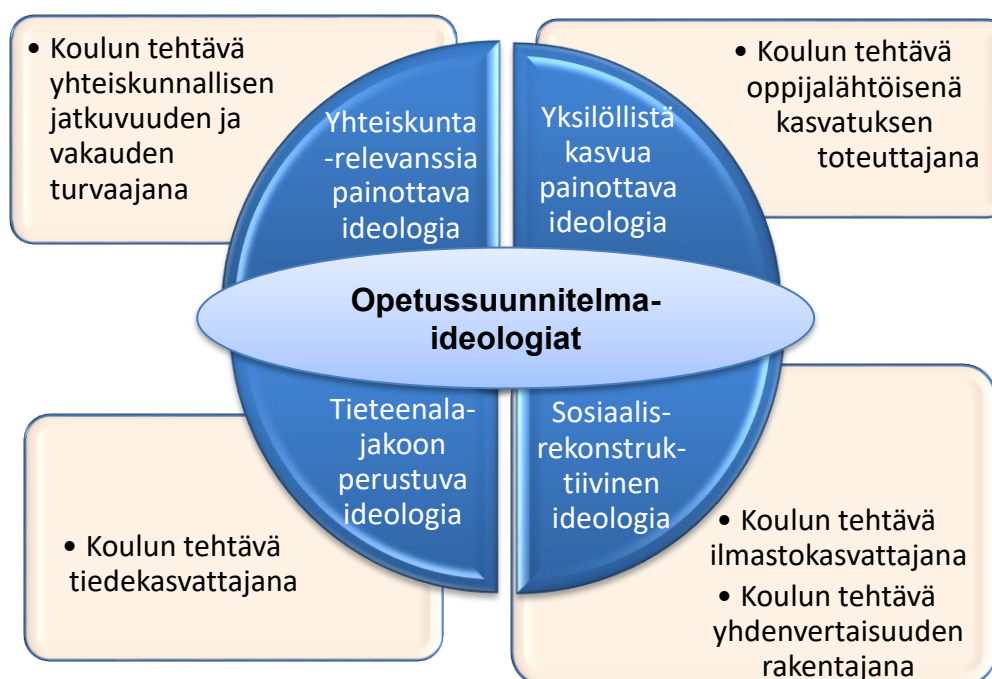 • Koulun tehtävä
yhteiskunnallisen
jatkuvuuden ja
vakauden
turvaajana
Yhteiskunta
-relevanssia
painottava
ideologia
Yksilöllistä
kasvua
painottava
ideologia
• Koulun tehtävä
oppijalähtöisenä
kasvatuksen
toteuttajana
Opetussuunnitelma-
ideologiat
• Koulun tehtävä
tiedekasvattajana
Tieteenala-
jakoon
perustuva
ideologia
Sosiaalis-
rekonstruk-
tiivinen
ideologia
• Koulun tehtävä
ilmastokasvattajana
• Koulun tehtävä
yhdenvertaisuuden
rakentajana